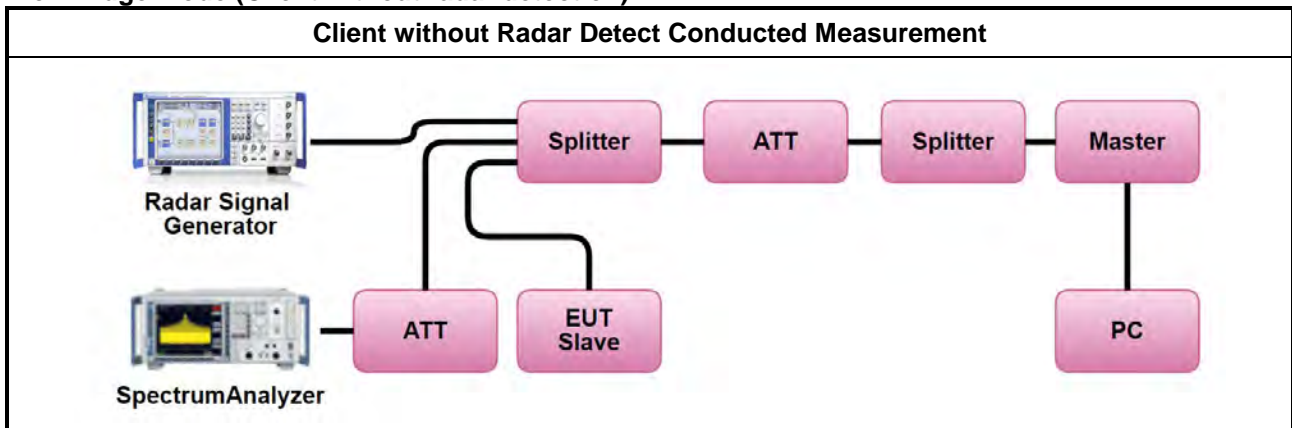 Client without Radar Detect Conducted Measurement
Radar Signal
Generator
Splitter
ATT
Splitter
Master
SpectrumAnalyzer
ATT
EUT
Slave
PC